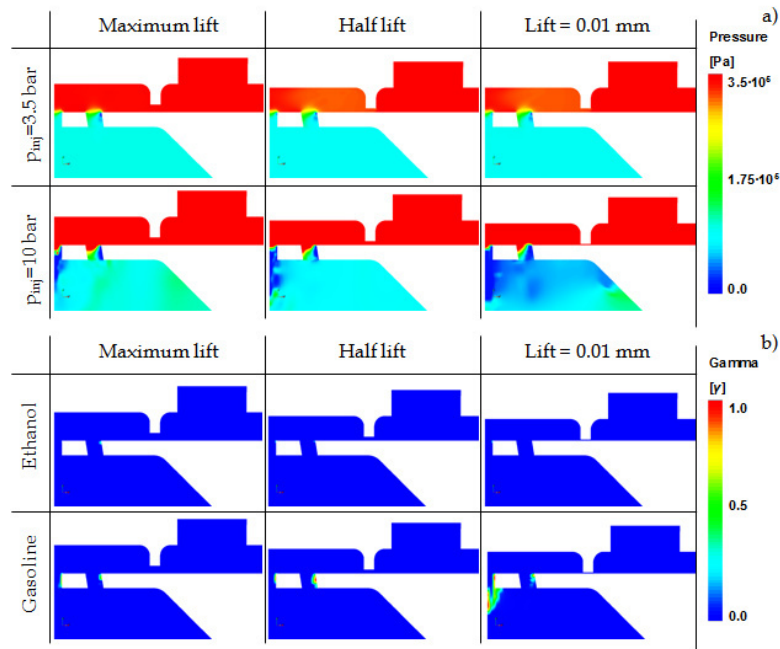 a)
Maximum lift
Half lift
Lift = 0.01 mm
Pressure
[Pa]
pinj=3.5 bar
3.5·10⁵
1.75·10⁵
pinj=10 bar
0.0
b)
Maximum lift
Half lift
Lift = 0.01 mm
Gamma
[γ]
Ethanol
1.0
0.5
Gasoline
0.0